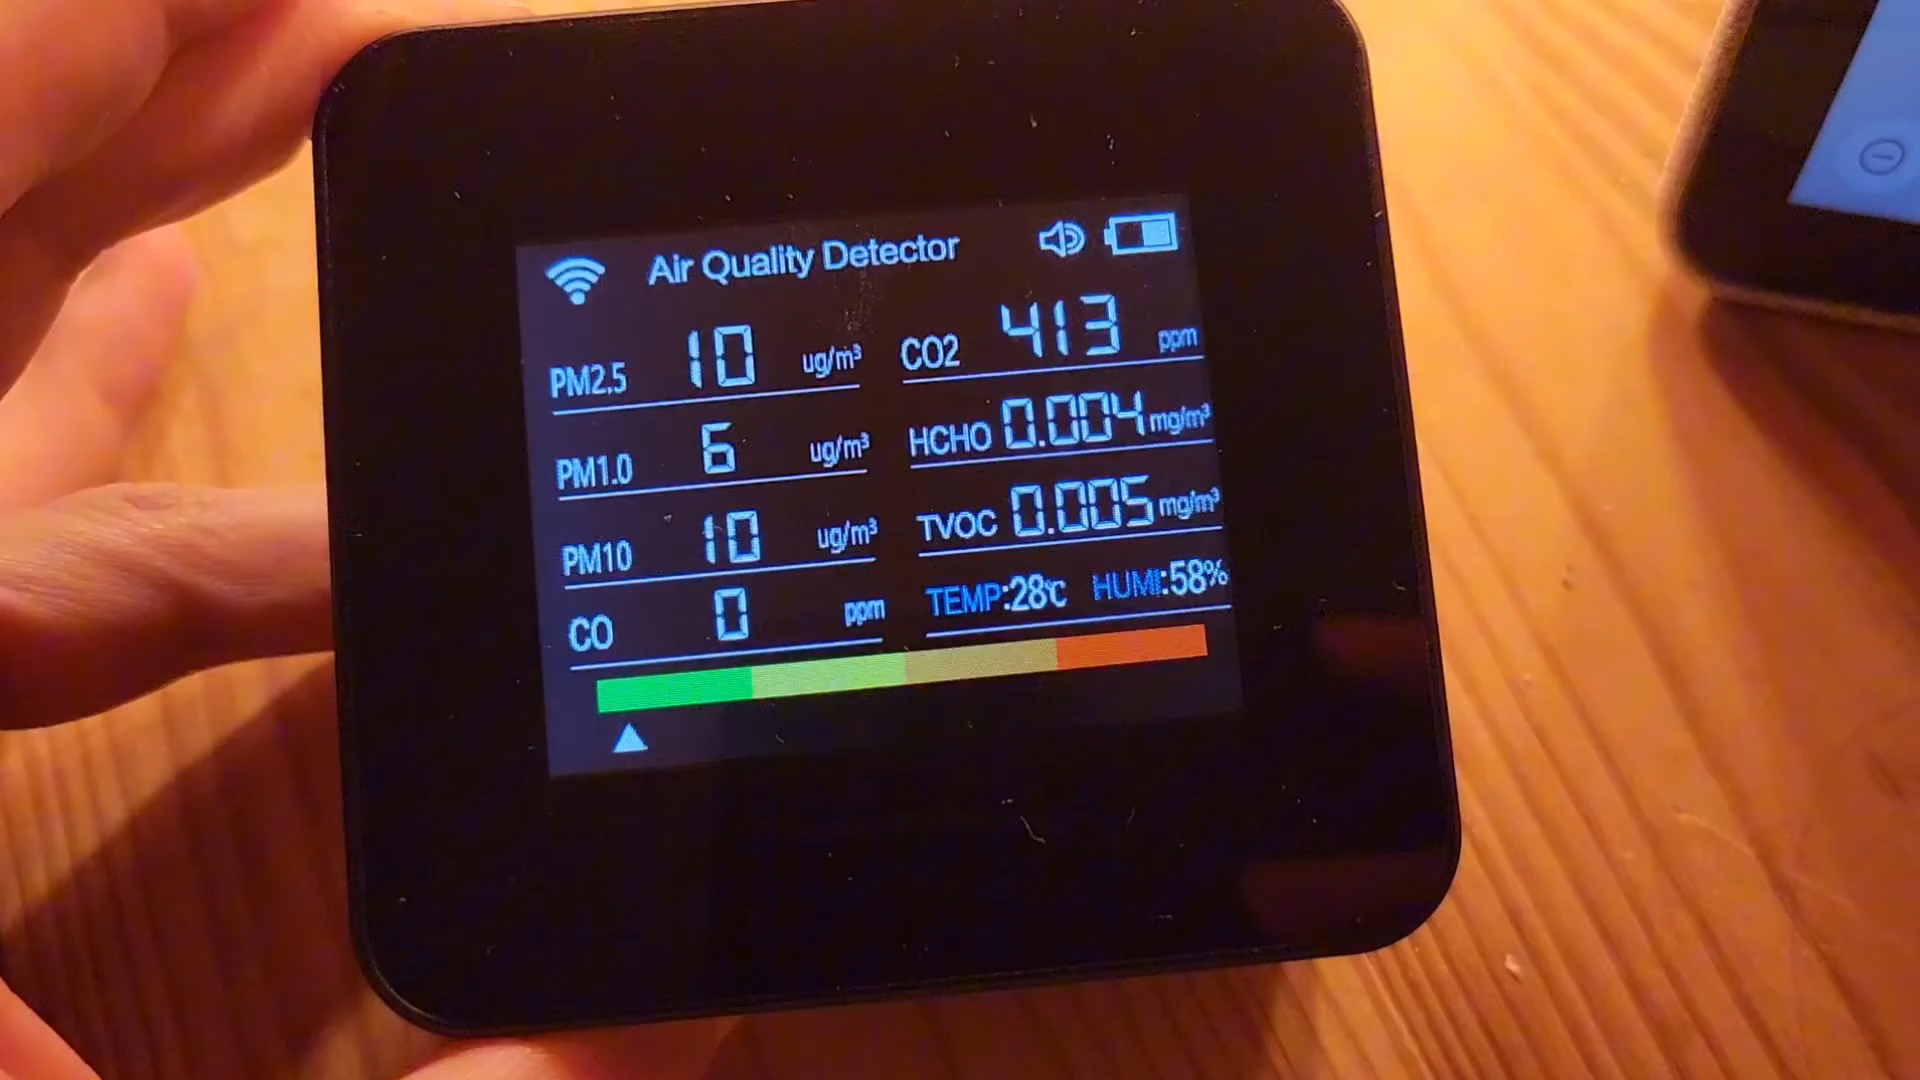 Air Quality Detector
PM2.5 10 ug/m³
CO2 413 ppm
PM1.0 6 ug/m³
HCHO 0.004 mg/m³
PM10 10 ug/m³
TVOC 0.005 mg/m³
CO 0 ppm
TEMP:28℃ HUMI:58%